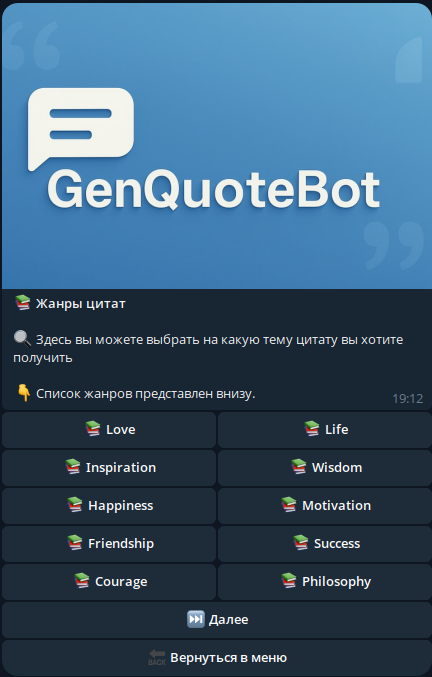 GenQuoteBot
📚 Жанры цитат
🔍 Здесь вы можете выбрать на какую тему цитату вы хотите
получить
👇 Список жанров представлен внизу.
19:12
📚 Love
📚 Life
📚 Inspiration
📚 Wisdom
📚 Happiness
📚 Motivation
📚 Friendship
📚 Success
📚 Courage
📚 Philosophy
⏭ Далее
🔙 Вернуться в меню